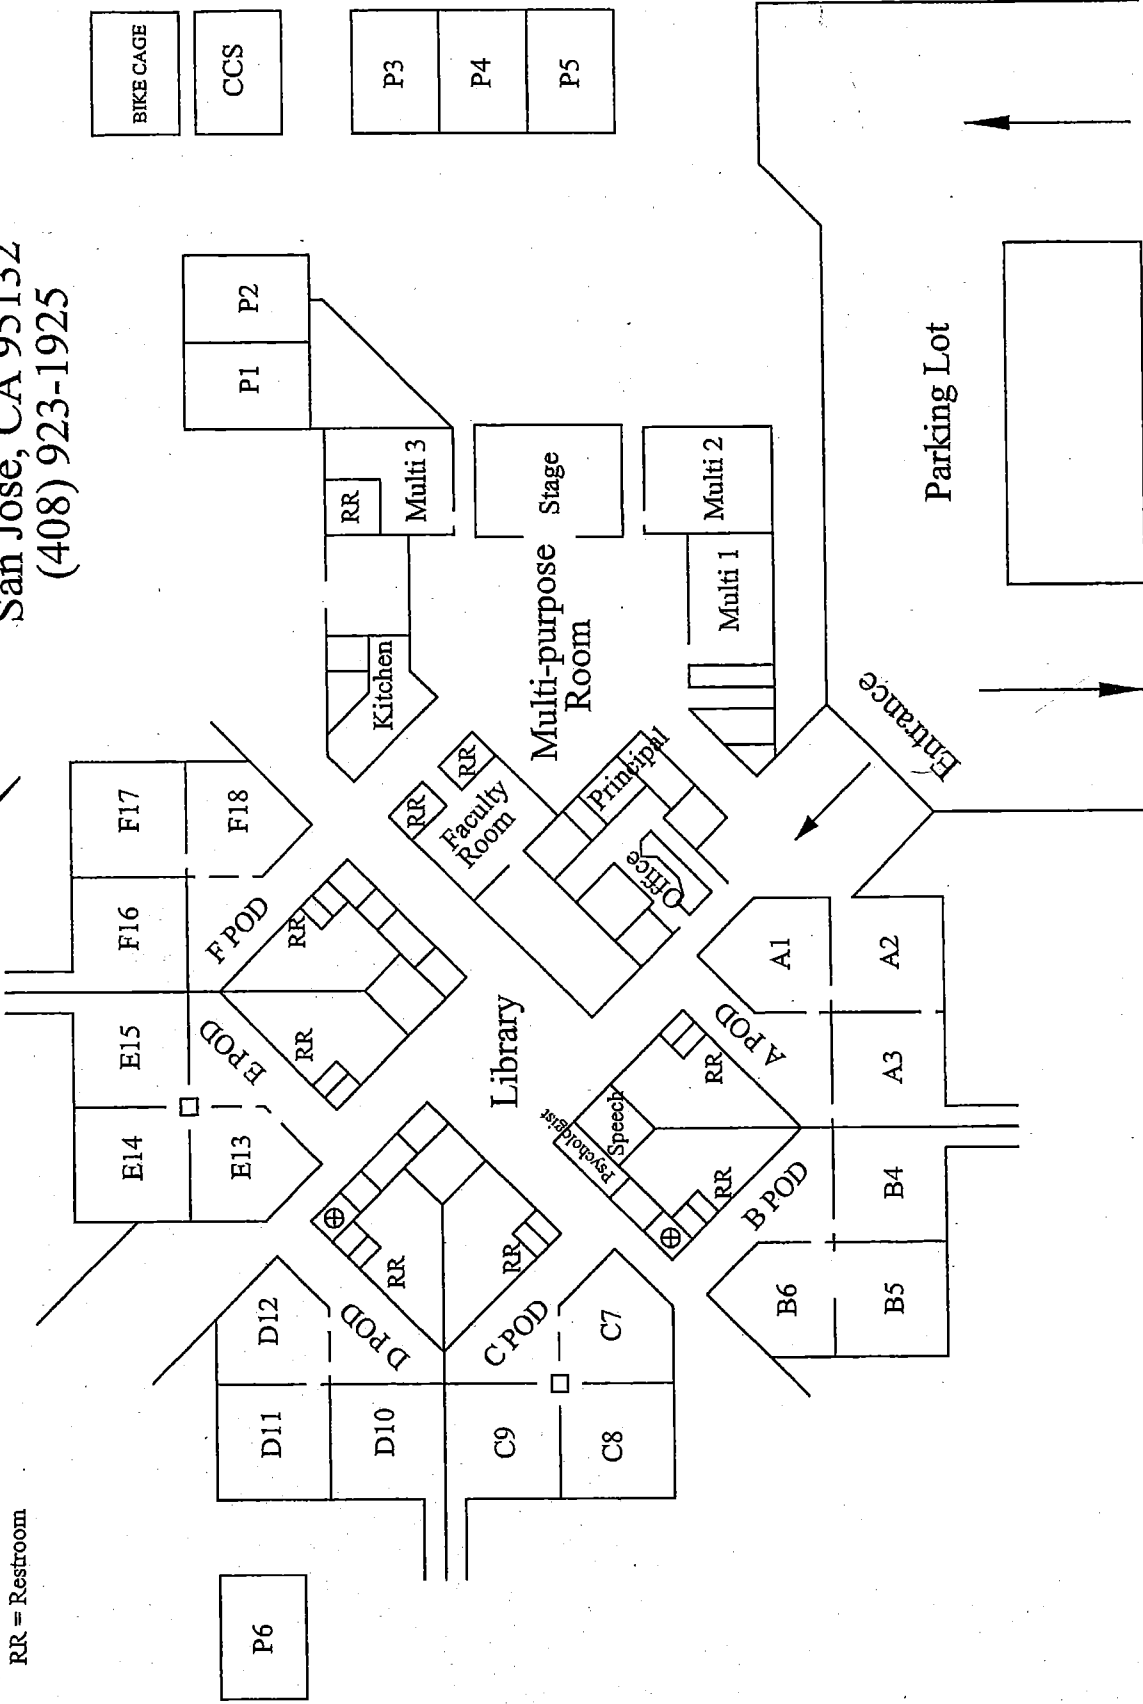 RR = Restroom
San Jose, CA 95132
(408) 923-1925
BIKE CAGE
CCS
P6
P1
P2
P3
P4
P5
E14
E15
F16
F17
E13
F18
E POD
F POD
RR
RR
D11
D12
D10
D POD
RR
C9
C8
C7
C POD
RR
Kitchen
RR
Multi 3
RR
RR
Faculty
Room
Library
Multi-purpose
Room
Stage
Principal
Office
Psychologist
Speech
RR
RR
Multi 1
Multi 2
B POD
A POD
B6
B5
B4
A1
A2
A3
Entrance
Parking Lot